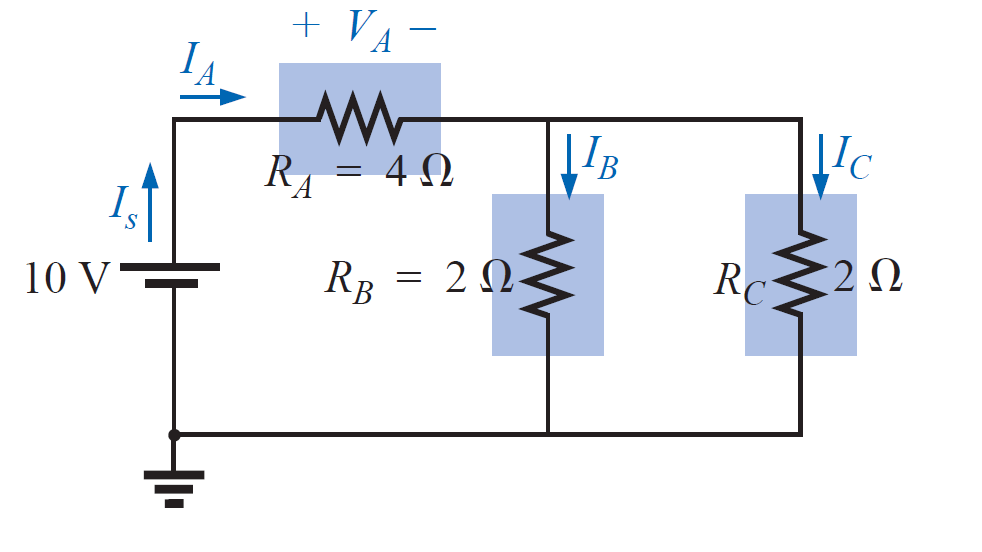 + V_A −
I_A
R_A = 4 Ω
I_B
I_C
I_s
10 V
R_B = 2 Ω
R_C 2 Ω